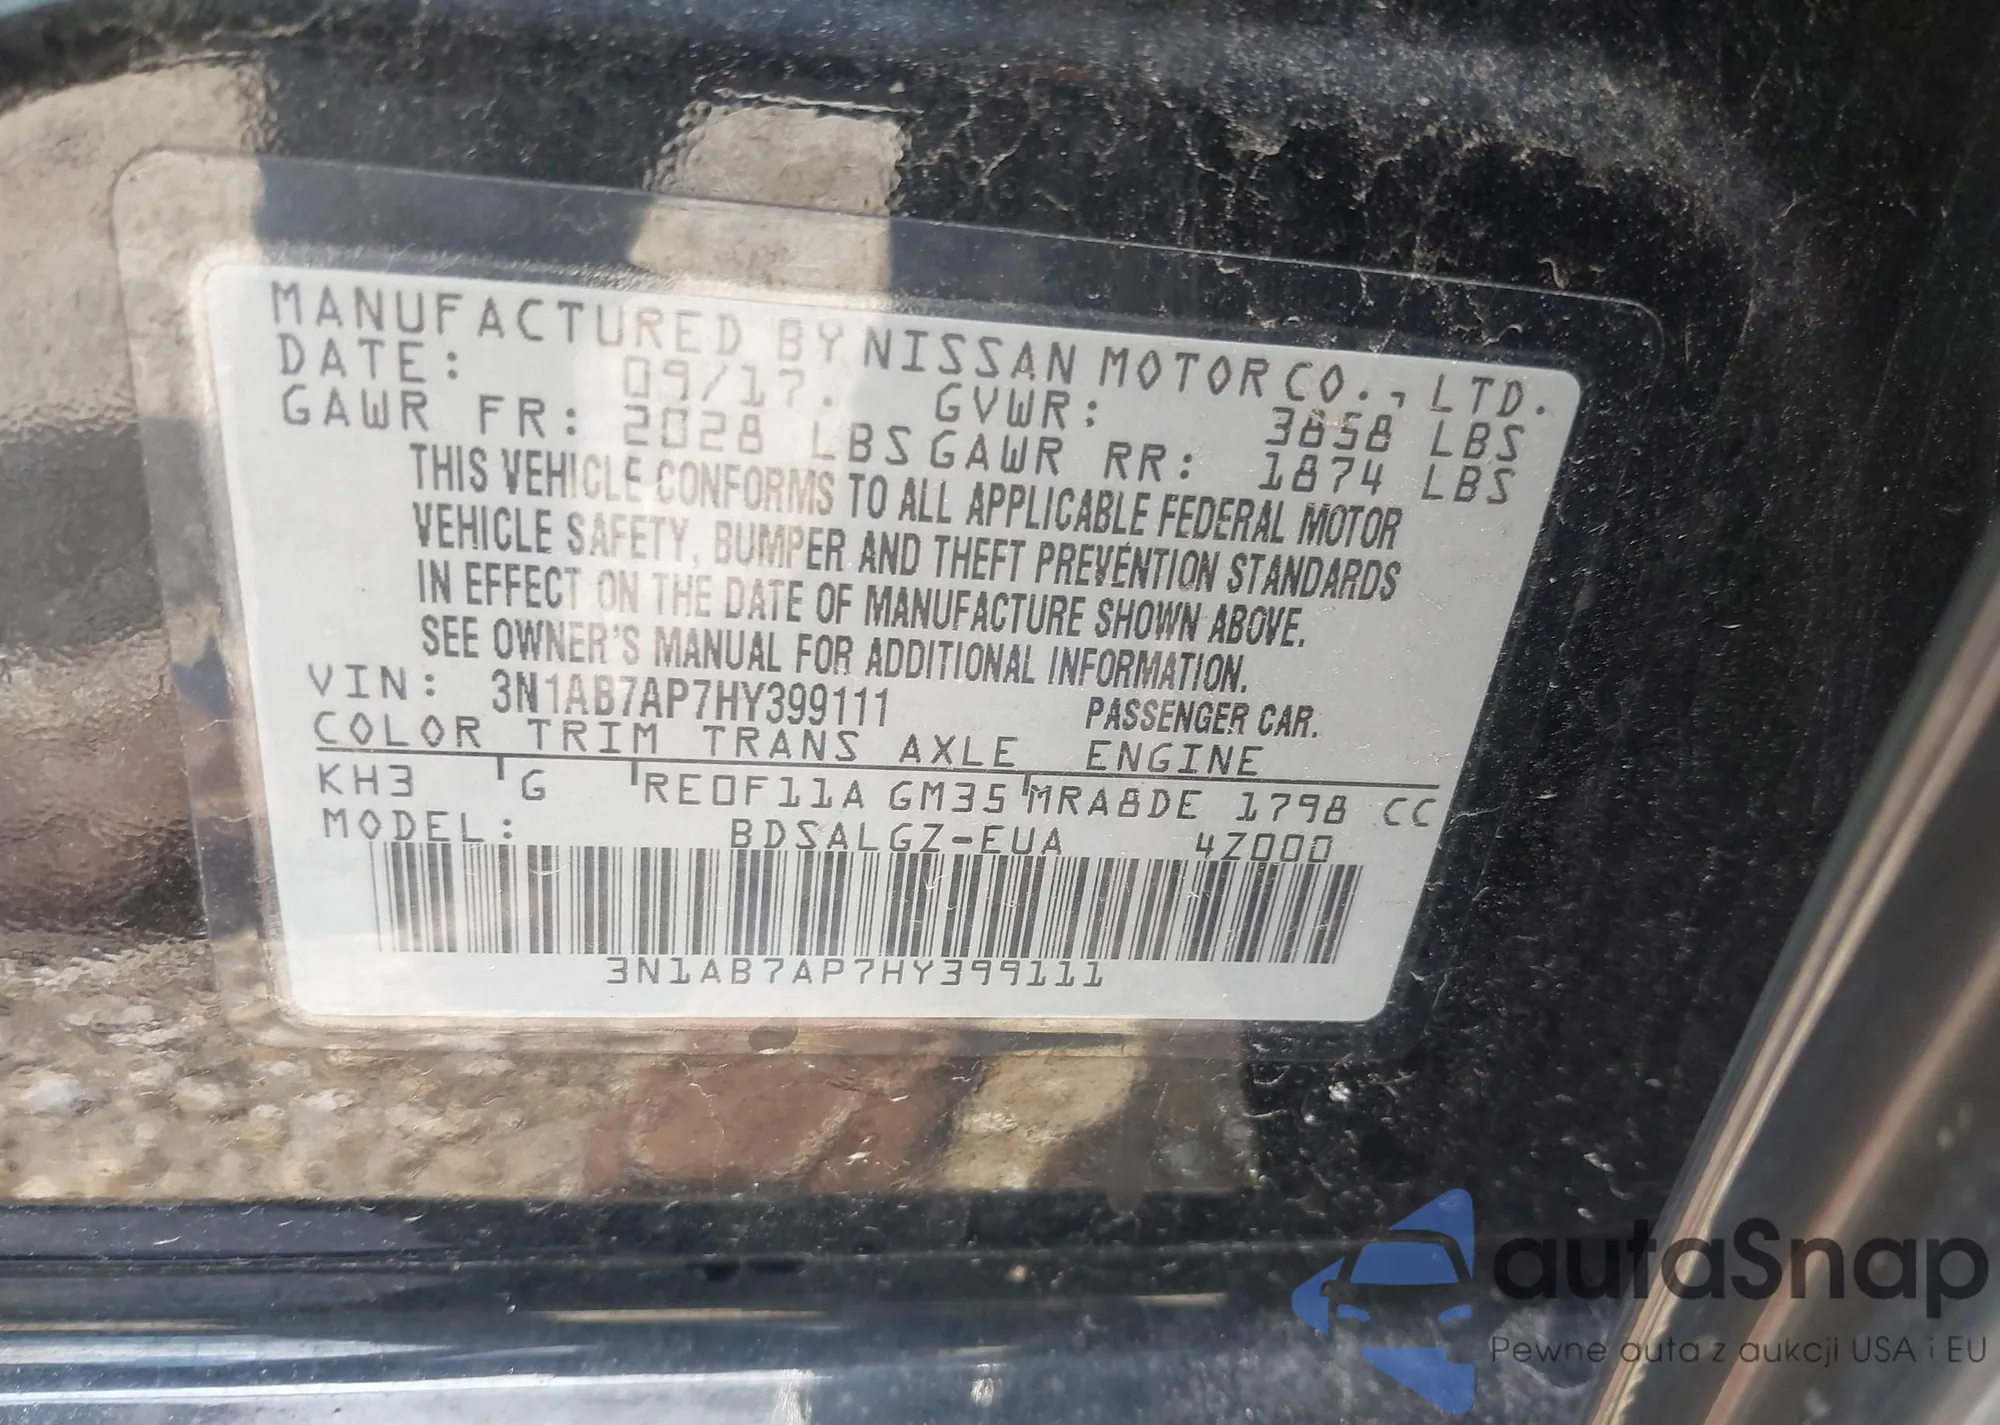 MANUFACTURED BY NISSAN MOTOR CO., LTD.
DATE: 09/17. GVWR: 3858 LBS
GAWR FR: 2028 LBS GAWR RR: 1874 LBS
THIS VEHICLE CONFORMS TO ALL APPLICABLE FEDERAL MOTOR
VEHICLE SAFETY, BUMPER AND THEFT PREVENTION STANDARDS
IN EFFECT ON THE DATE OF MANUFACTURE SHOWN ABOVE.
SEE OWNER'S MANUAL FOR ADDITIONAL INFORMATION.
VIN: 3N1AB7AP7HY399111 PASSENGER CAR.
COLOR TRIM TRANS AXLE ENGINE
KH3 G RE0F11A GM35 MRA8DE 1798 CC
MODEL: BDSALGZ-EUA 4Z000
3N1AB7AP7HY399111
autaSnap
Pewne auta z aukcji USA i EU